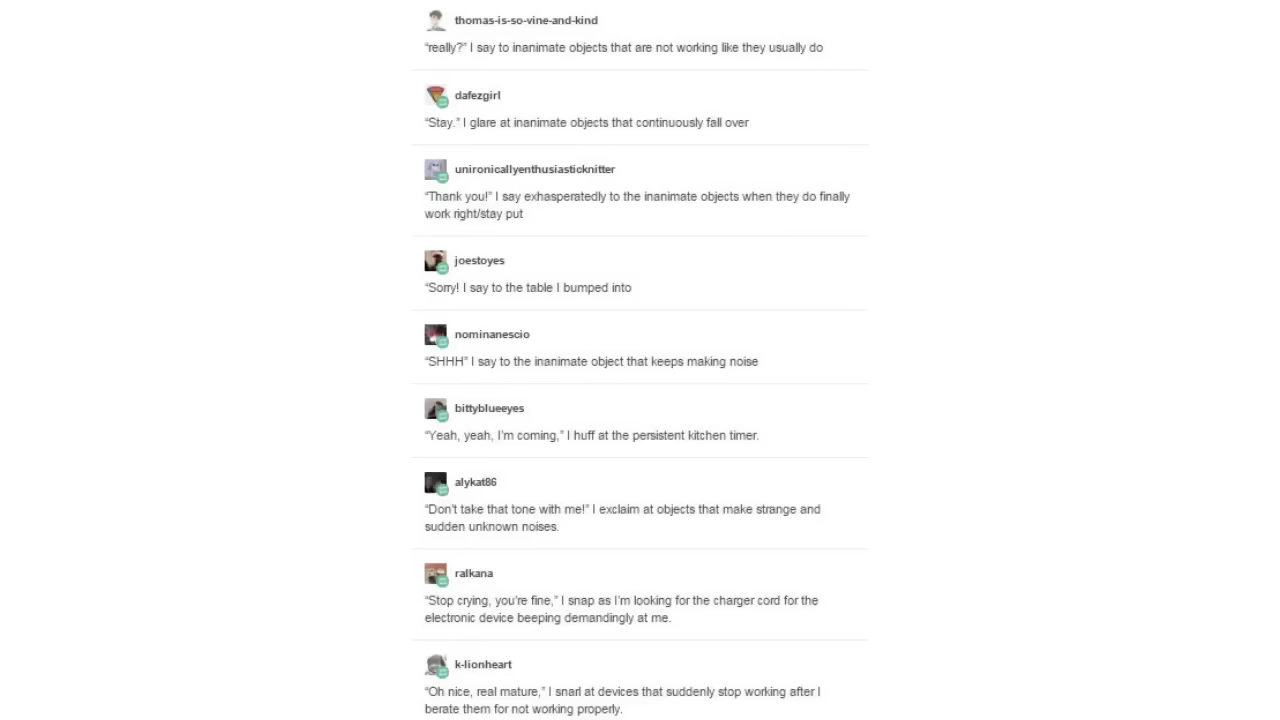 thomas-is-so-vine-and-kind
“really?” I say to inanimate objects that are not working like they usually do
dafezgirl
“Stay.” I glare at inanimate objects that continuously fall over
unironicallyenthusiasticknitter
“Thank you!” I say exhasperatedly to the inanimate objects when they do finally
work right/stay put
joestoyes
“Sorry! I say to the table I bumped into
nominanescio
“SHHH” I say to the inanimate object that keeps making noise
bittyblueeyes
“Yeah, yeah, I’m coming,” I huff at the persistent kitchen timer.
alykat86
“Don’t take that tone with me!” I exclaim at objects that make strange and
sudden unknown noises.
ralkana
“Stop crying, you’re fine,” I snap as I’m looking for the charger cord for the
electronic device beeping demandingly at me.
k-lionheart
“Oh nice, real mature,” I snarl at devices that suddenly stop working after I
berate them for not working properly.